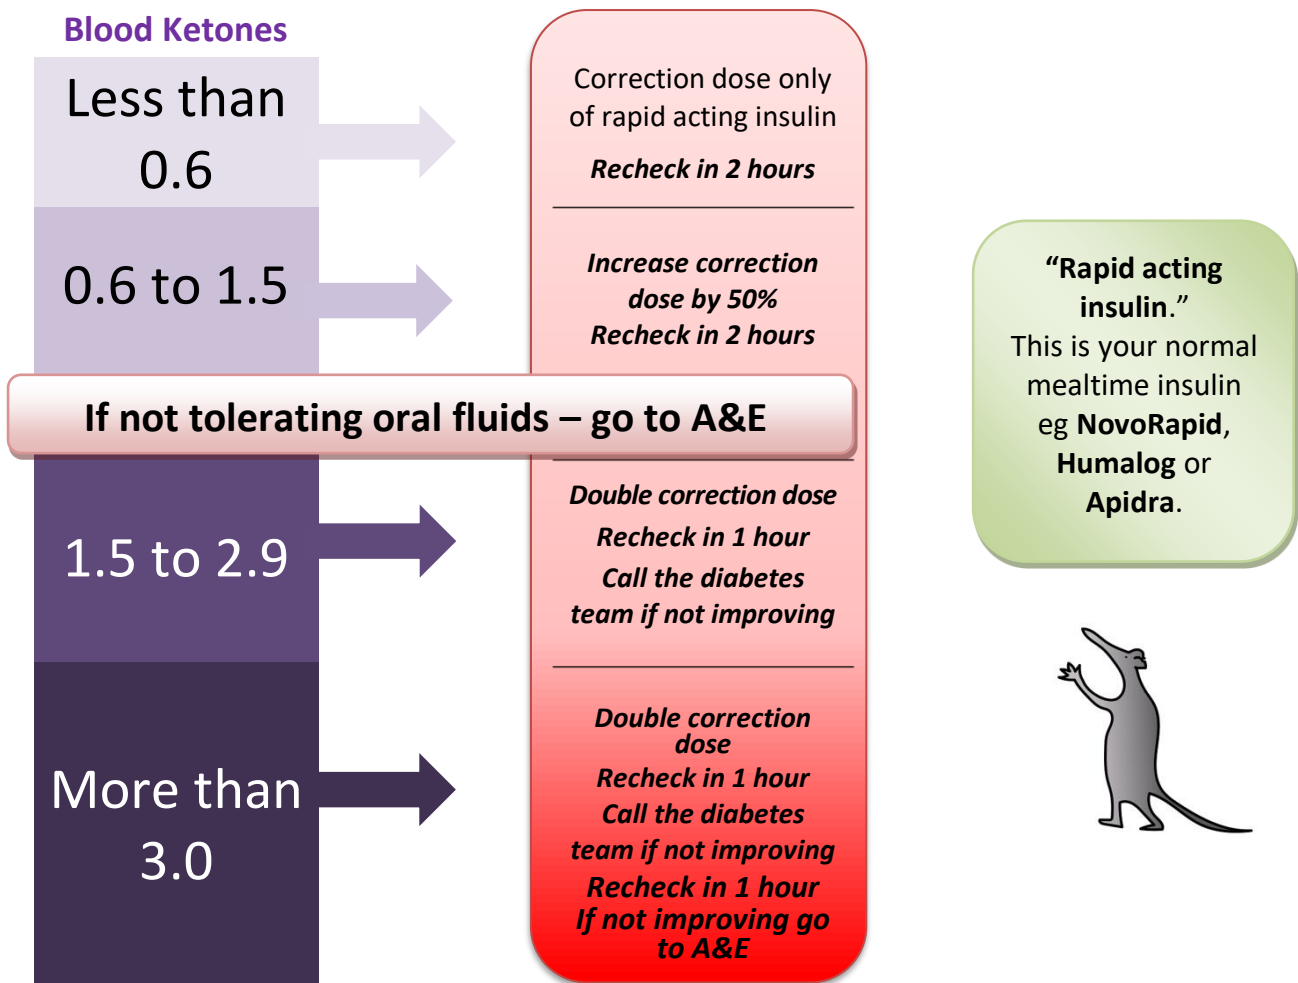 Blood Ketones
Less than
0.6
Correction dose only
of rapid acting insulin
Recheck in 2 hours
0.6 to 1.5
Increase correction
dose by 50%
Recheck in 2 hours
If not tolerating oral fluids – go to A&E
1.5 to 2.9
Double correction dose
Recheck in 1 hour
Call the diabetes
team if not improving
More than
3.0
Double correction
dose
Recheck in 1 hour
Call the diabetes
team if not improving
Recheck in 1 hour
If not improving go
to A&E
“Rapid acting
insulin.”
This is your normal
mealtime insulin
eg NovoRapid,
Humalog or
Apidra.